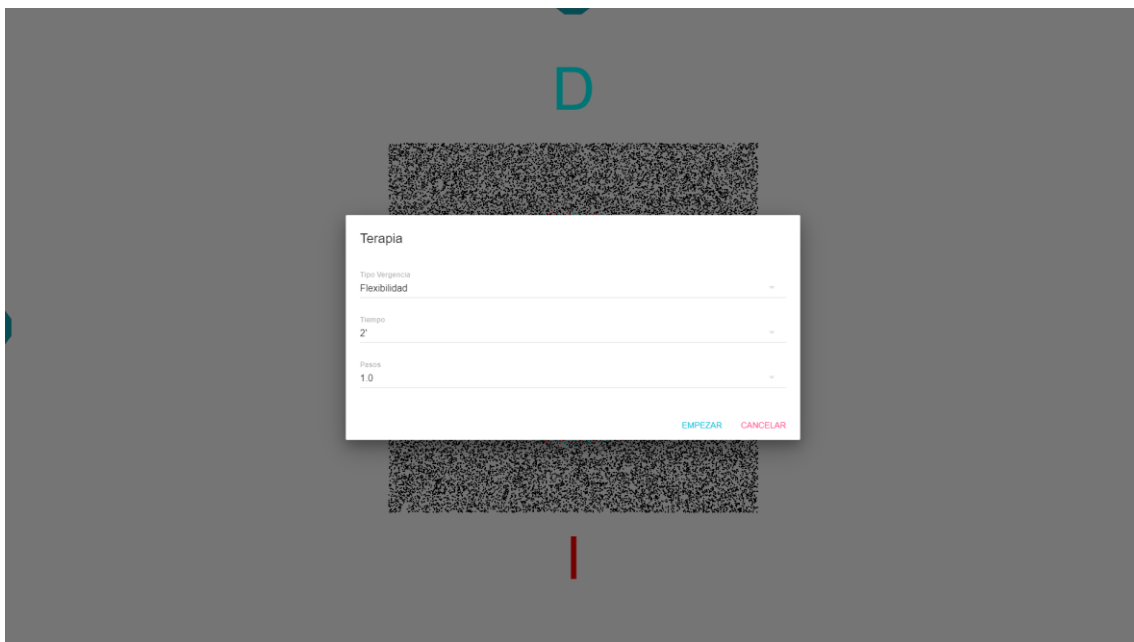 D
Terapia
Tipo Vergencia
Flexibilidad
Tiempo
2'
Pasos
1.0
EMPEZAR CANCELAR
I